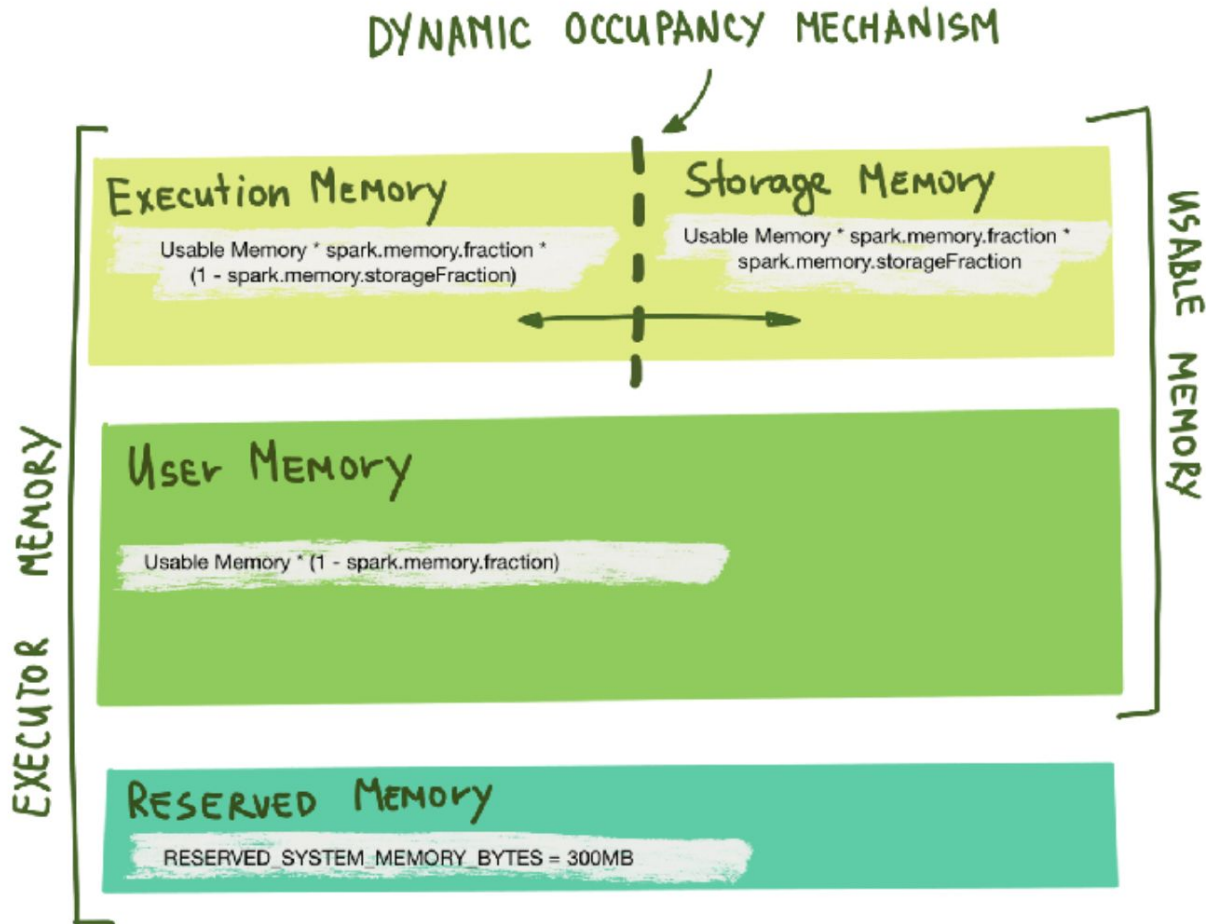 DYNAMIC OCCUPANCY MECHANISM
Execution Memory
Usable Memory * spark.memory.fraction *
(1 - spark.memory.storageFraction)
Storage Memory
Usable Memory * spark.memory.fraction *
spark.memory.storageFraction
User Memory
Usable Memory * (1 - spark.memory.fraction)
RESERVED MEMORY
RESERVED_SYSTEM_MEMORY_BYTES = 300MB
EXECUTOR MEMORY
USABLE MEMORY